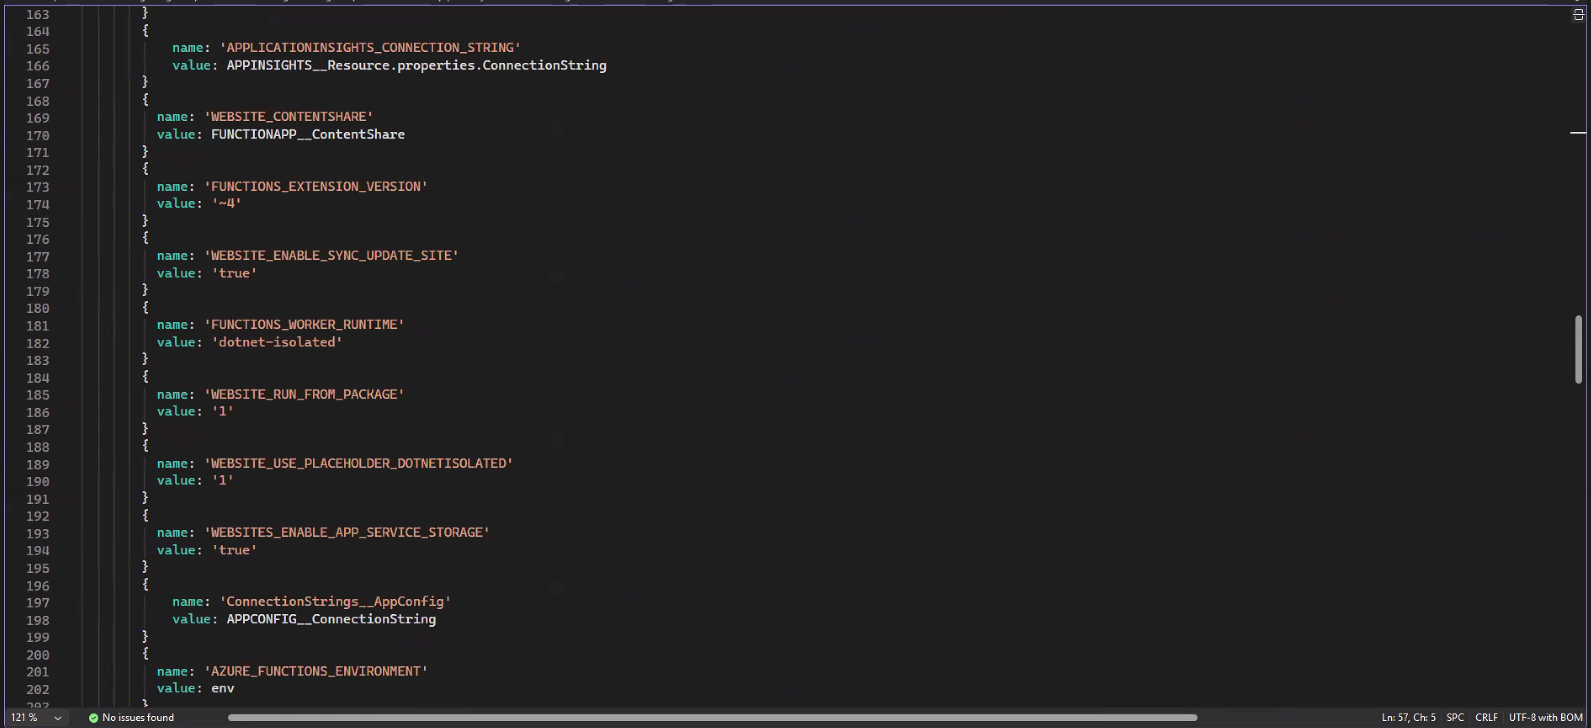 163 }
164 {
165 name: 'APPLICATIONINSIGHTS_CONNECTION_STRING'
166 value: APPINSIGHTS__Resource.properties.ConnectionString
167 }
168 {
169 name: 'WEBSITE_CONTENTSHARE'
170 value: FUNCTIONAPP__ContentShare
171 }
172 {
173 name: 'FUNCTIONS_EXTENSION_VERSION'
174 value: '~4'
175 }
176 {
177 name: 'WEBSITE_ENABLE_SYNC_UPDATE_SITE'
178 value: 'true'
179 }
180 {
181 name: 'FUNCTIONS_WORKER_RUNTIME'
182 value: 'dotnet-isolated'
183 }
184 {
185 name: 'WEBSITE_RUN_FROM_PACKAGE'
186 value: '1'
187 }
188 {
189 name: 'WEBSITE_USE_PLACEHOLDER_DOTNETISOLATED'
190 value: '1'
191 }
192 {
193 name: 'WEBSITES_ENABLE_APP_SERVICE_STORAGE'
194 value: 'true'
195 }
196 {
197 name: 'ConnectionStrings__AppConfig'
198 value: APPCONFIG__ConnectionString
199 }
200 {
201 name: 'AZURE_FUNCTIONS_ENVIRONMENT'
202 value: env
203 }
121 % No issues found Ln: 57, Ch: 5 SPC CRLF UTF-8 with BOM